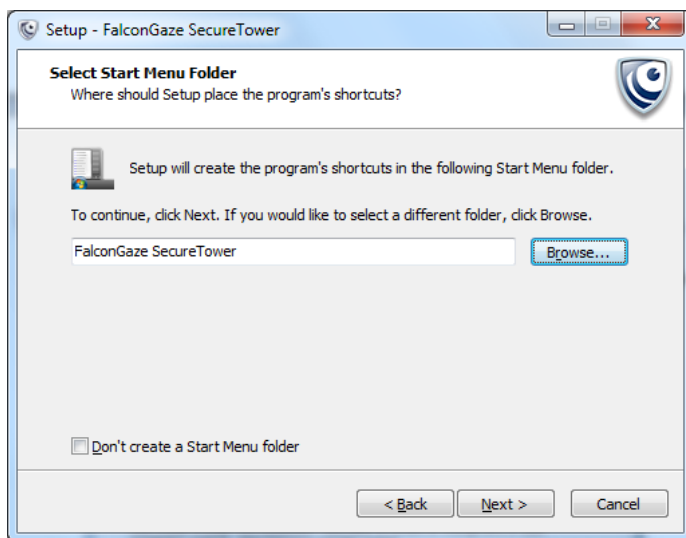 Setup - FalconGaze SecureTower
Select Start Menu Folder
Where should Setup place the program's shortcuts?
Setup will create the program's shortcuts in the following Start Menu folder.
To continue, click Next. If you would like to select a different folder, click Browse.
FalconGaze SecureTower
Browse...
Don't create a Start Menu folder
< Back
Next >
Cancel